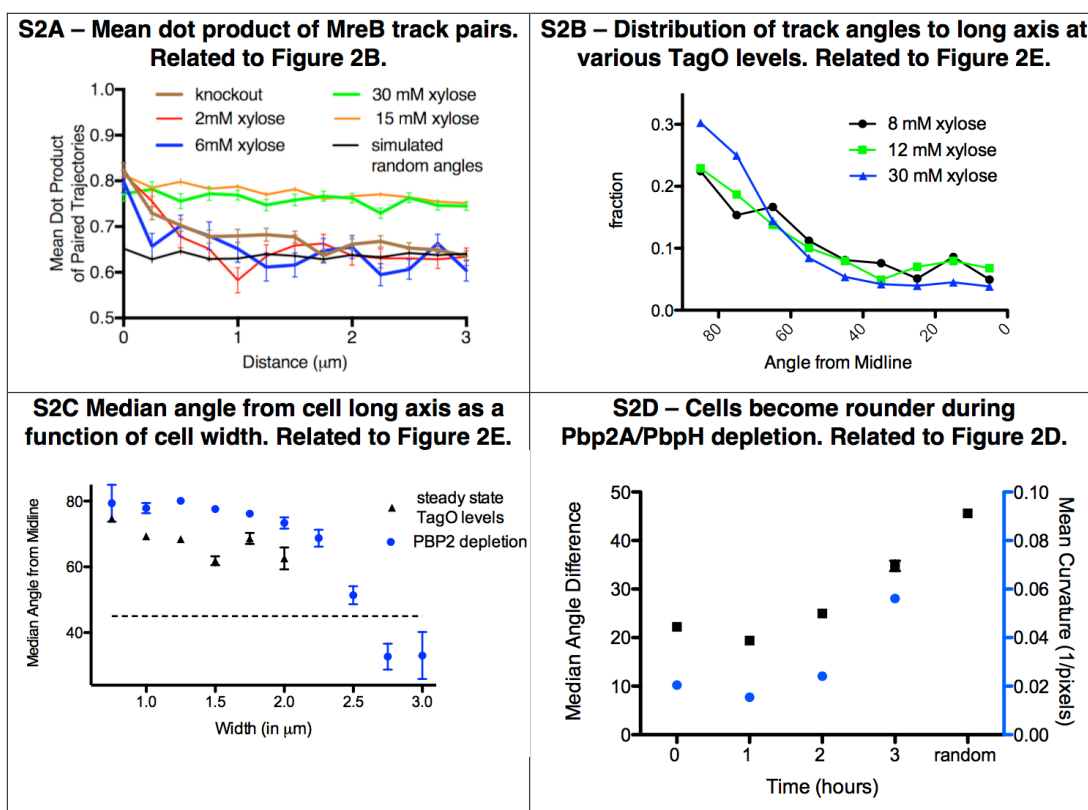 S2A – Mean dot product of MreB track pairs.
Related to Figure 2B.
1.0
0.9
0.8
0.7
0.6
0.5
Mean Dot Product
of Paired Trajectories
knockout
2mM xylose
6mM xylose
30 mM xylose
15 mM xylose
simulated
random angles
0
1
2
3
Distance (μm)
S2B – Distribution of track angles to long axis at
various TagO levels. Related to Figure 2E.
0.3
0.2
0.1
0.0
fraction
8 mM xylose
12 mM xylose
30 mM xylose
80
60
40
20
0
Angle from Midline
S2C Median angle from cell long axis as a
function of cell width. Related to Figure 2E.
80
60
40
Median Angle from Midline
steady state
TagO levels
PBP2 depletion
1.0
1.5
2.0
2.5
3.0
Width (in μm)
S2D – Cells become rounder during
Pbp2A/PbpH depletion. Related to Figure 2D.
50
40
30
20
10
0
Median Angle Difference
0.10
0.08
0.06
0.04
0.02
0.00
Mean Curvature (1/pixels)
0
1
2
3
random
Time (hours)